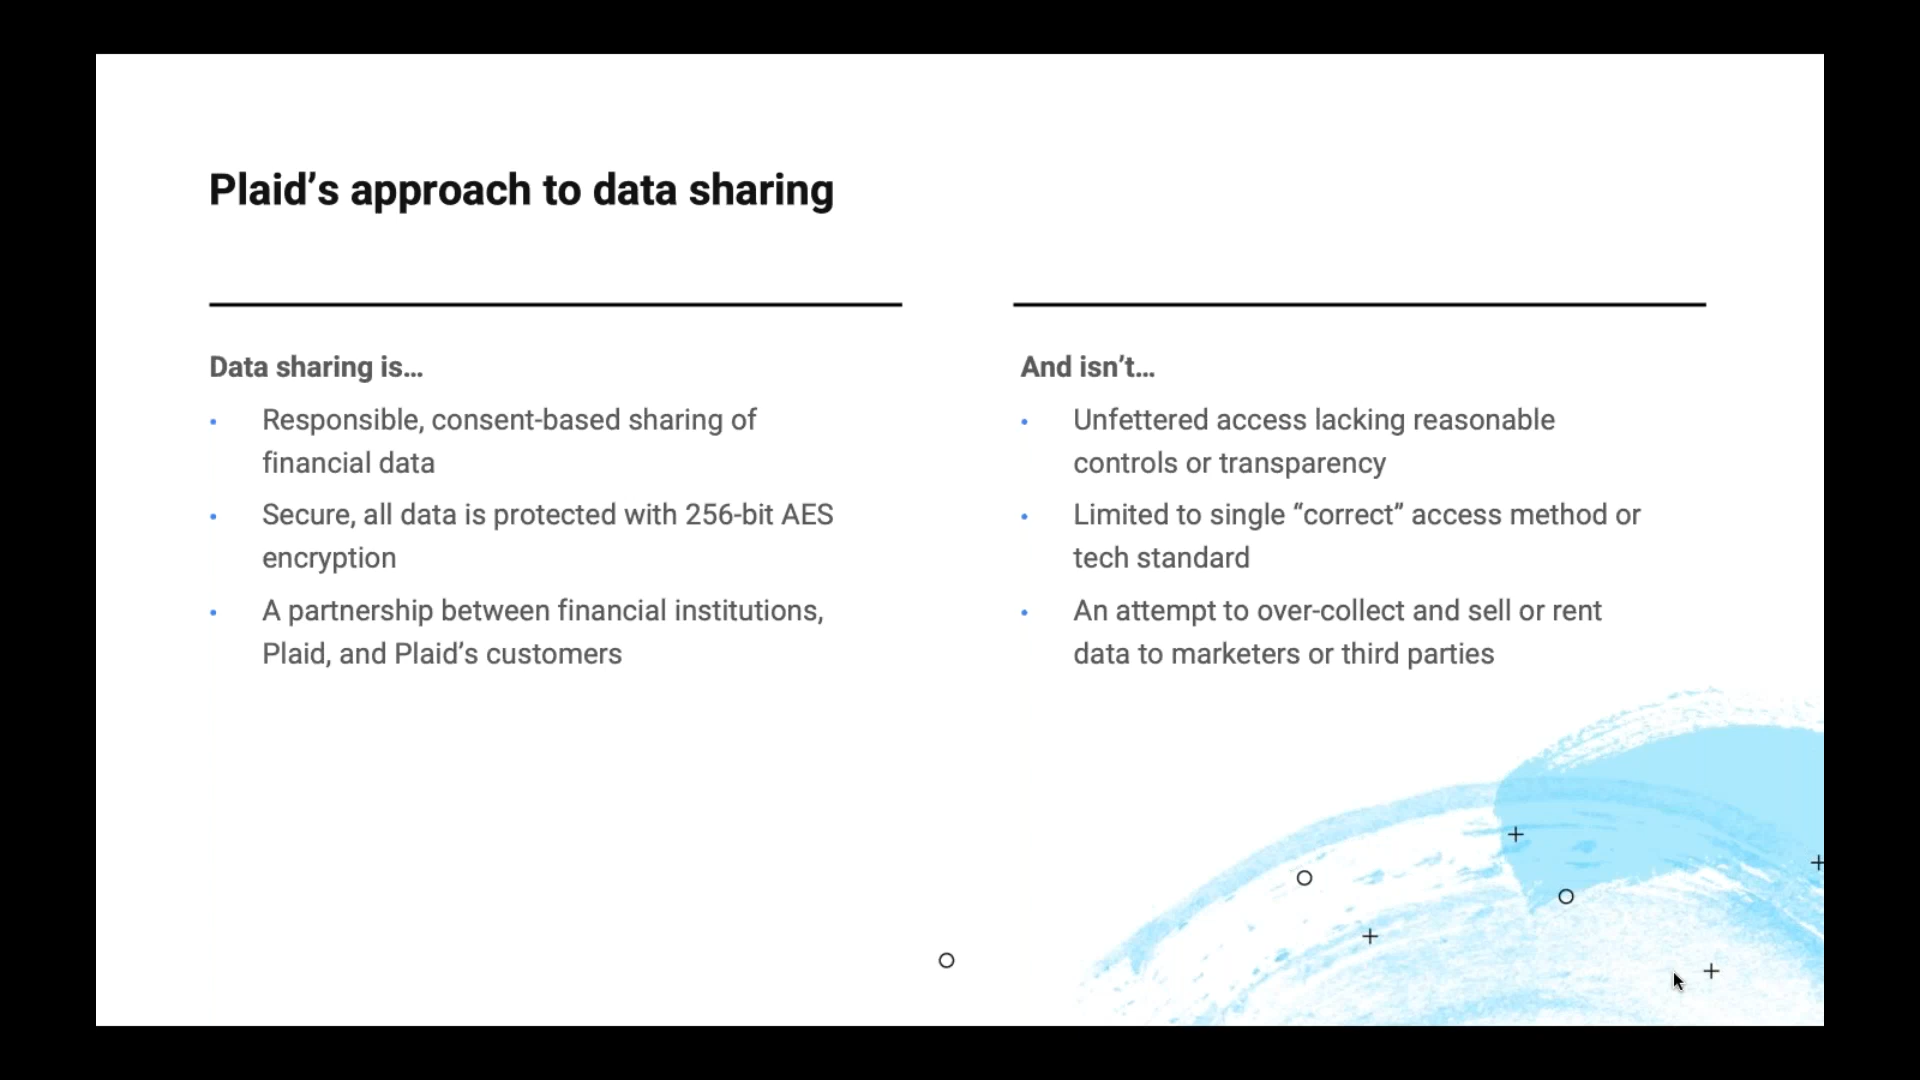 Plaid’s approach to data sharing
Data sharing is…
• Responsible, consent-based sharing of
financial data
• Secure, all data is protected with 256-bit AES
encryption
• A partnership between financial institutions,
Plaid, and Plaid’s customers
And isn’t…
• Unfettered access lacking reasonable
controls or transparency
• Limited to single “correct” access method or
tech standard
• An attempt to over-collect and sell or rent
data to marketers or third parties